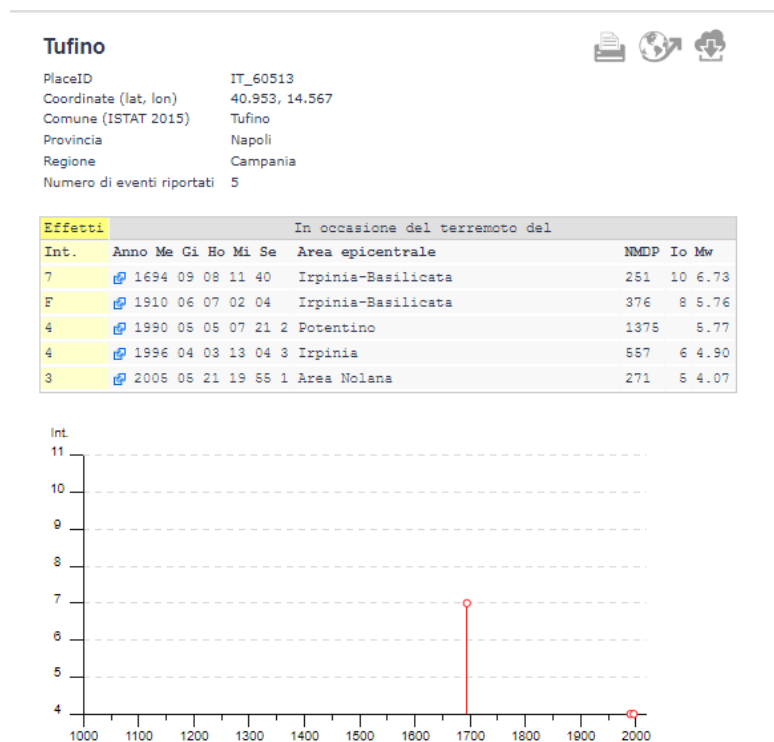 Tufino
PlaceID IT_60513
Coordinate (lat, lon) 40.953, 14.567
Comune (ISTAT 2015) Tufino
Provincia Napoli
Regione Campania
Numero di eventi riportati 5
Effetti In occasione del terremoto del
Int. Anno Me Gi Ho Mi Se Area epicentrale NMDP Io Mw
7 1694 09 08 11 40 Irpinia-Basilicata 251 10 6.73
F 1910 06 07 02 04 Irpinia-Basilicata 376 8 5.76
4 1990 05 05 07 21 2 Potentino 1375 5.77
4 1996 04 03 13 04 3 Irpinia 557 6 4.90
3 2005 05 21 19 55 1 Area Nolana 271 5 4.07
Int.
11
10
9
8
7
6
5
4
1000 1100 1200 1300 1400 1500 1600 1700 1800 1900 2000